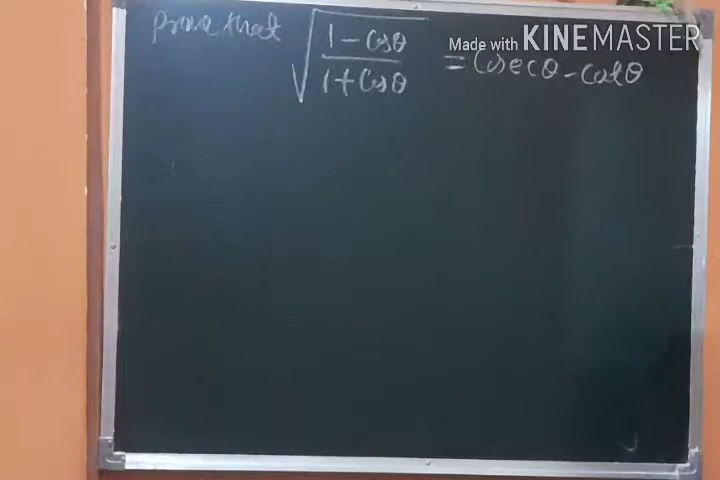 Prove that √((1 - Cosθ)/(1 + Cosθ)) = Cosecθ - Cotθ
Made with KINEMASTER